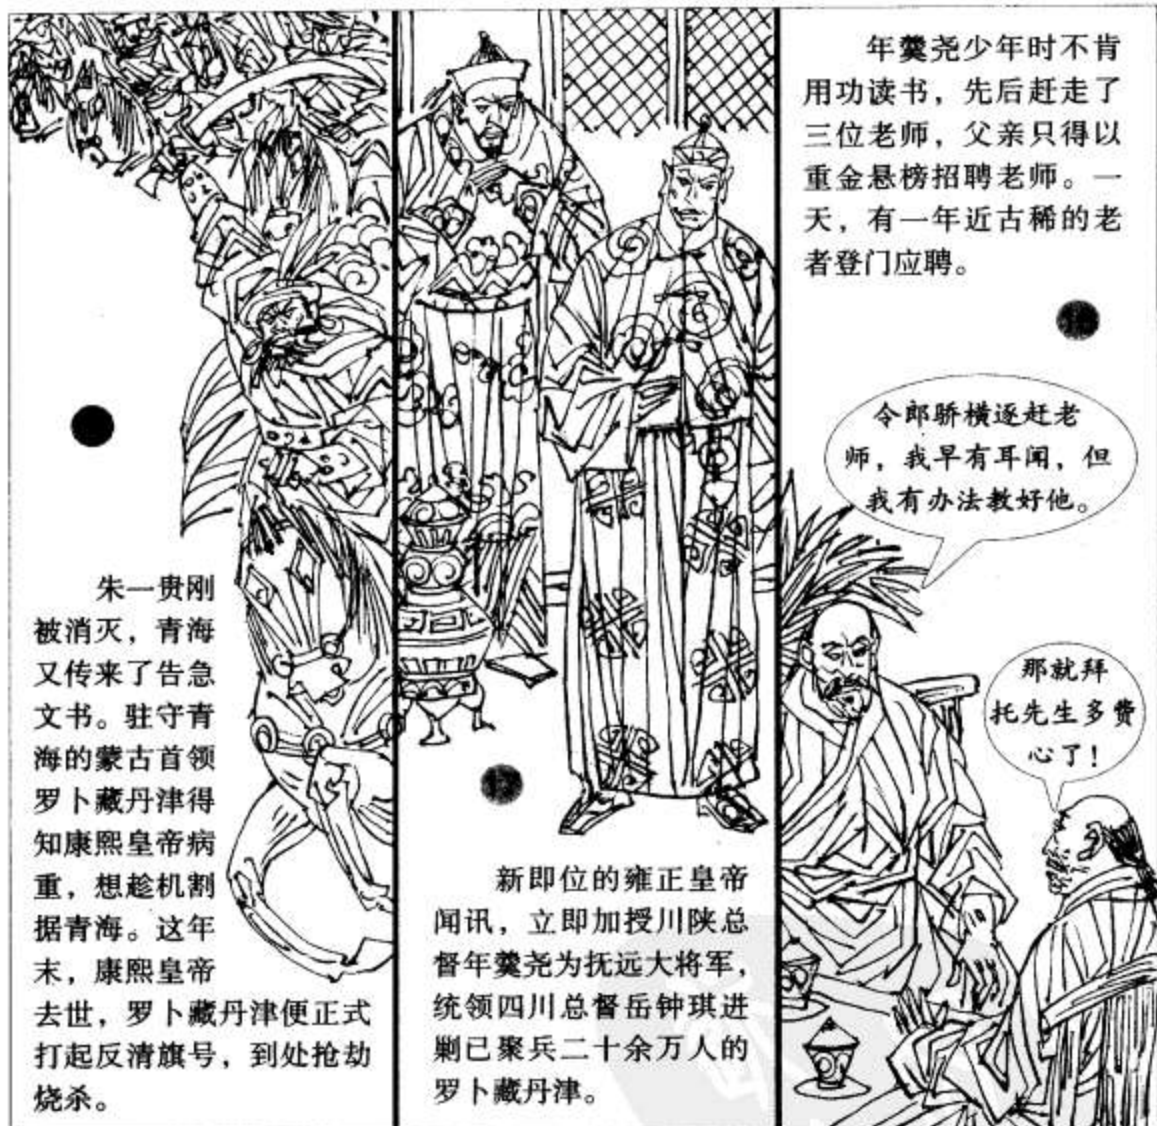 朱一贵刚
被消灭，青海
又传来了告急
文书。驻守青
海的蒙古首领
罗卜藏丹津得
知康熙皇帝病
重，想趁机割
据青海。这年
末，康熙皇帝
去世，罗卜藏丹津便正式
打起反清旗号，到处抢劫
烧杀。
新即位的雍正皇帝
闻讯，立即加授川陕总
督年羹尧为抚远大将军，
统领四川总督岳钟琪进
剿已聚兵二十余万人的
罗卜藏丹津。
年羹尧少年时不肯
用功读书，先后赶走了
三位老师，父亲只得以
重金悬榜招聘老师。一
天，有一年近古稀的老
者登门应聘。
令郎骄横逐赶老
师，我早有耳闻，但
我有办法教好他。
那就拜
托先生多费
心了！